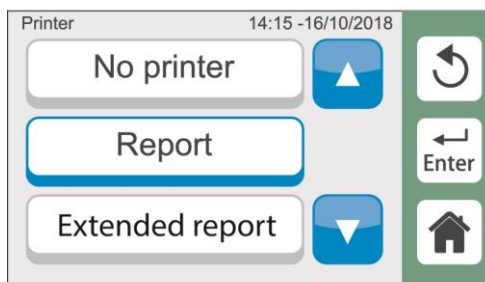 Printer
14:15 -16/10/2018
No printer
Report
Enter
Extended report